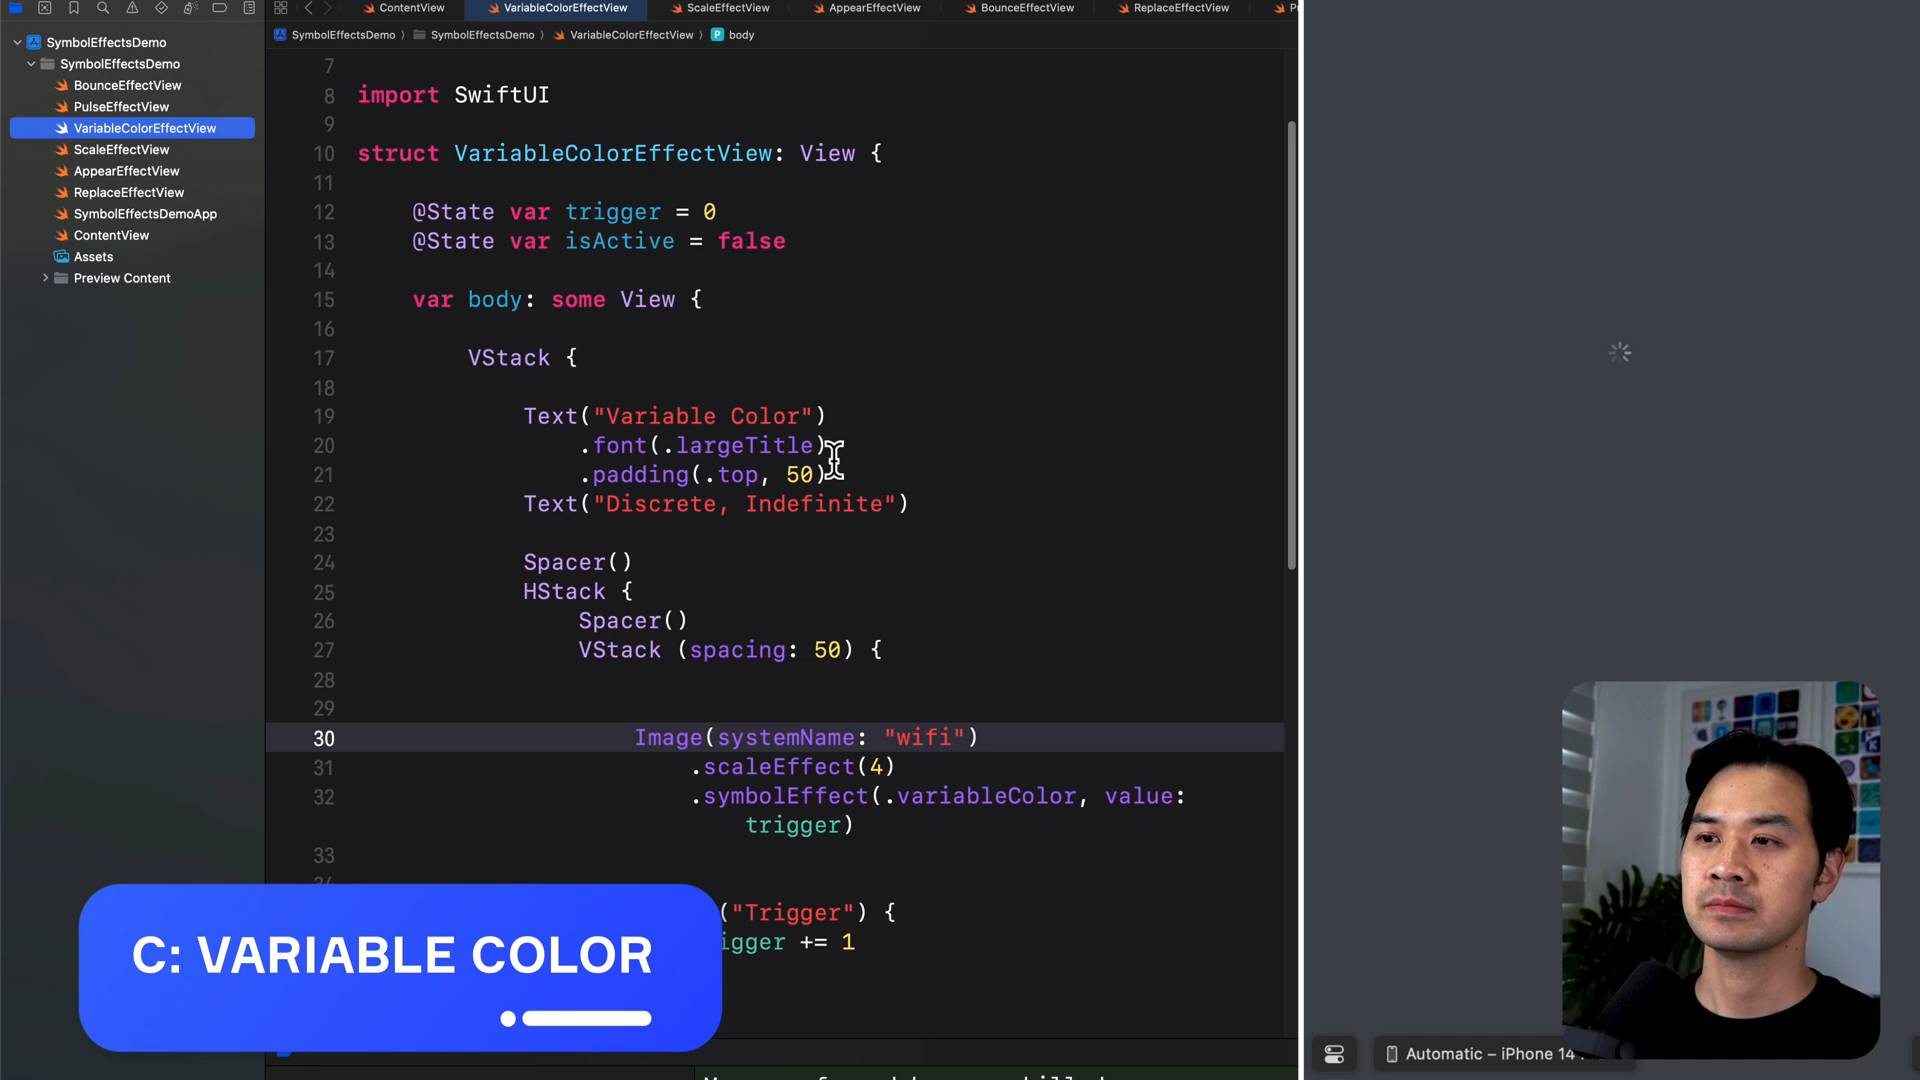 ContentView
VariableColorEffectView
ScaleEffectView
AppearEffectView
BounceEffectView
ReplaceEffectView
SymbolEffectsDemo
SymbolEffectsDemo
VariableColorEffectView
P
body
SymbolEffectsDemo
SymbolEffectsDemo
BounceEffectView
PulseEffectView
VariableColorEffectView
ScaleEffectView
AppearEffectView
ReplaceEffectView
SymbolEffectsDemoApp
ContentView
Assets
Preview Content
7
8 import SwiftUI
9
10 struct VariableColorEffectView: View {
11
12 @State var trigger = 0
13 @State var isActive = false
14
15 var body: some View {
16
17 VStack {
18
19 Text("Variable Color")
20 .font(.largeTitle)
21 .padding(.top, 50)
22 Text("Discrete, Indefinite")
23
24 Spacer()
25 HStack {
26 Spacer()
27 VStack (spacing: 50) {
28
29
30 Image(systemName: "wifi")
31 .scaleEffect(4)
32 .symbolEffect(.variableColor, value:
trigger)
33
("Trigger") {
igger += 1
C: VARIABLE COLOR
Automatic – iPhone 14